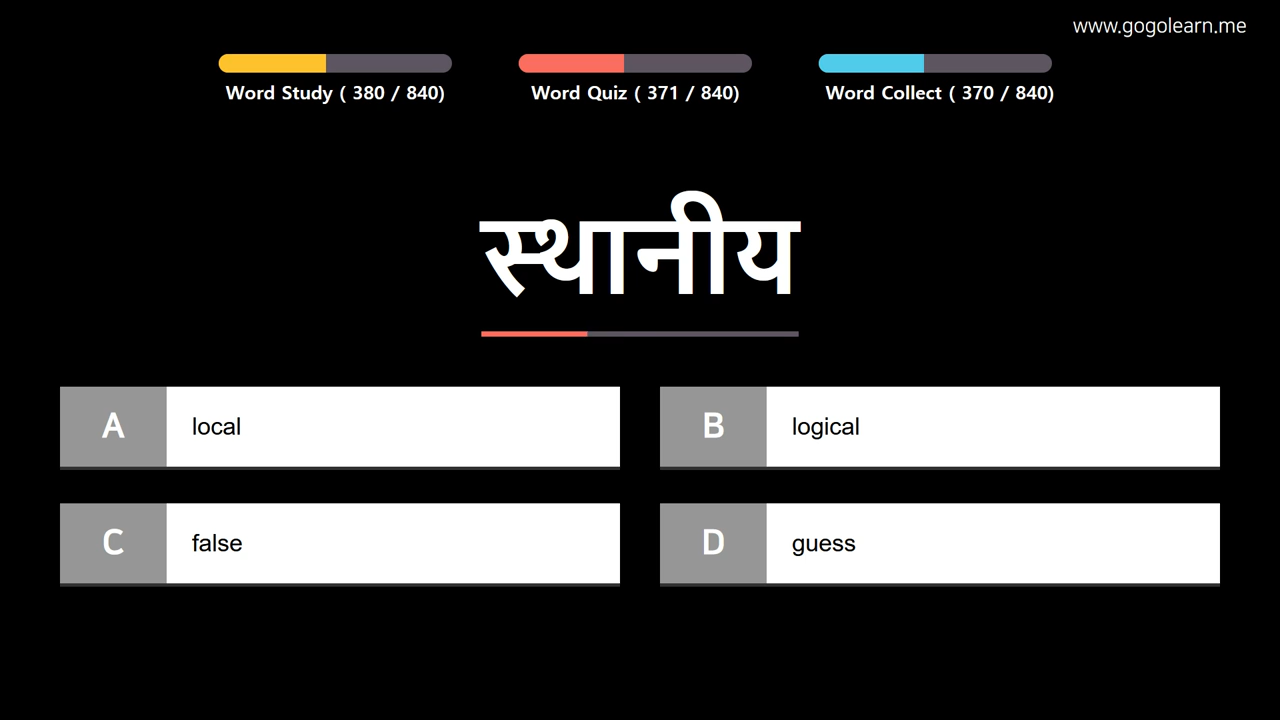 www.gogolearn.me
Word Study ( 380 / 840)
Word Quiz ( 371 / 840)
Word Collect ( 370 / 840)
स्थानीय
A local
B logical
C false
D guess